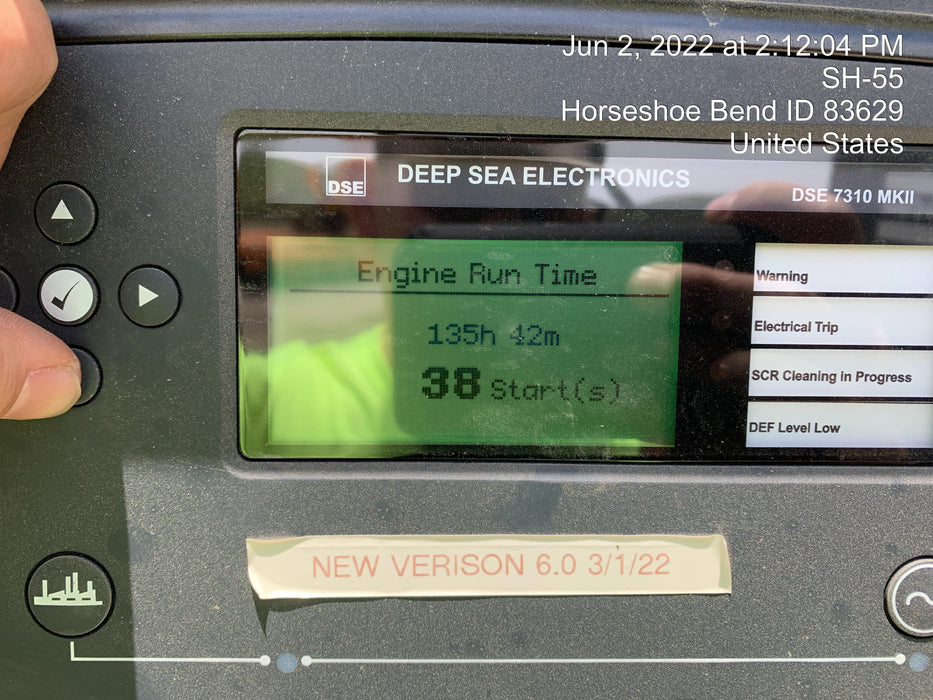 Jun 2, 2022 at 2:12:04 PM
SH-55
Horseshoe Bend ID 83629
United States
DSE
DEEP SEA ELECTRONICS
DSE 7310 MKII
Engine Run Time
135h 42m
38 Start(s)
Warning
Electrical Trip
SCR Cleaning in Progress
DEF Level Low
NEW VERISON 6.0 3/1/22